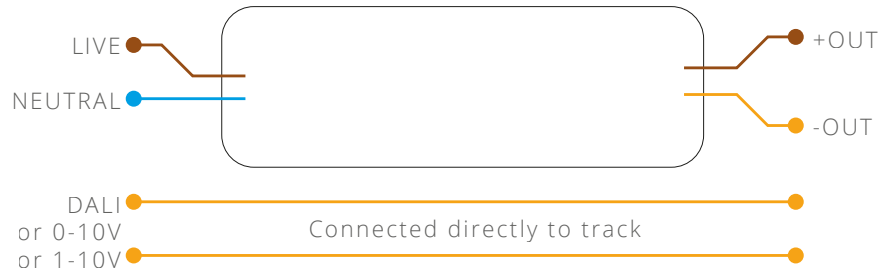 LIVE
+OUT
NEUTRAL
-OUT
DALI
or 0-10V
or 1-10V
Connected directly to track